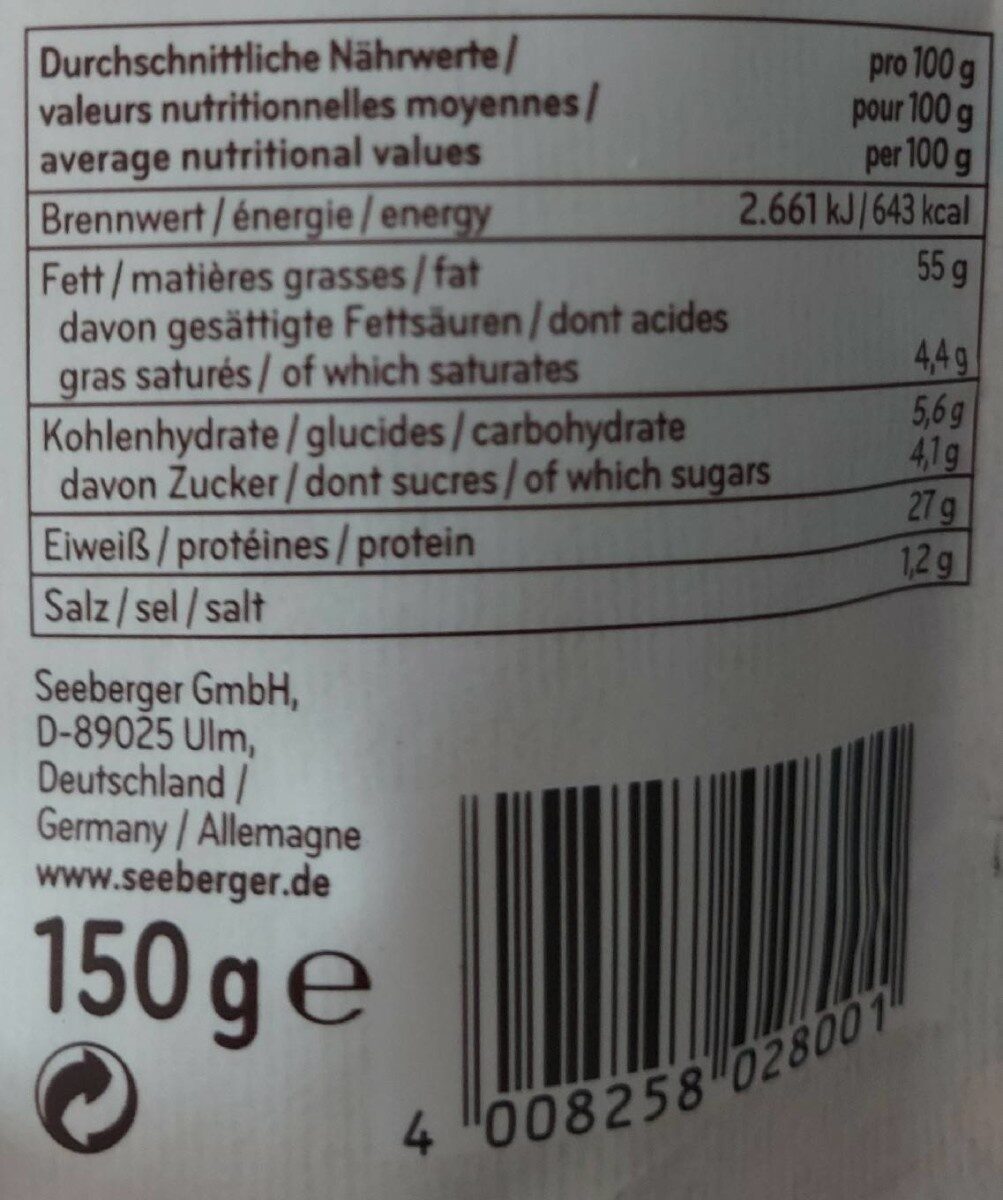 Durchschnittliche Nährwerte / pro 100 g
valeurs nutritionnelles moyennes / pour 100 g
average nutritional values per 100 g
Brennwert / énergie / energy 2.661 kJ / 643 kcal
Fett / matières grasses / fat 55 g
davon gesättigte Fettsäuren / dont acides
gras saturés / of which saturates 4,4 g
Kohlenhydrate / glucides / carbohydrate 5,6 g
davon Zucker / dont sucres / of which sugars 4,1 g
Eiweiß / protéines / protein 27 g
Salz / sel / salt 1,2 g
Seeberger GmbH,
D-89025 Ulm,
Deutschland /
Germany / Allemagne
www.seeberger.de
150 g e
4 008258 028001